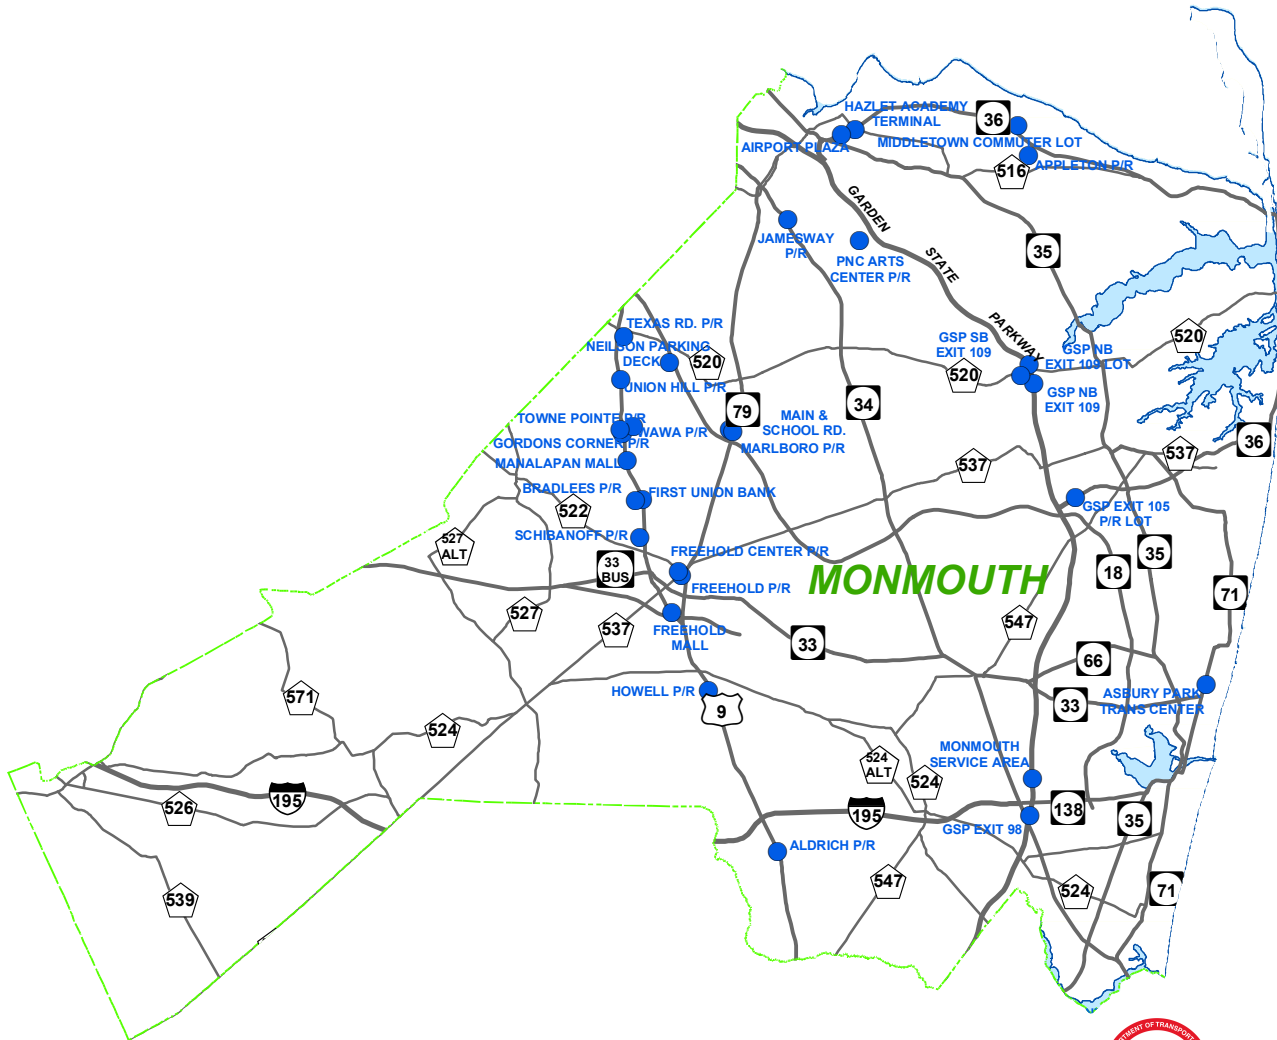 HAZLET ACADEMY
TERMINAL
36
MIDDLETOWN COMMUTER LOT
AIRPORT PLAZA
APPLETON P/R
516
GARDEN
STATE
PARKWAY
JAMESWAY
P/R
PNC ARTS
CENTER P/R
35
TEXAS RD. P/R
NEILSON PARKING
DECK
520
UNION HILL P/R
GSP SB
EXIT 109
520
GSP NB
EXIT 109 LOT
GSP NB
EXIT 109
520
79
34
MAIN &
SCHOOL RD.
MARLBORO P/R
TOWNE POINTE P/R
WAWA P/R
GORDONS CORNER P/R
MANALAPAN MALL
36
537
537
BRADLEES P/R
FIRST UNION BANK
522
GSP EXIT 105
P/R LOT
SCHIBANOFF P/R
527
ALT
FREEHOLD CENTER P/R
33
BUS
FREEHOLD P/R
MONMOUTH
18
35
71
527
537
FREEHOLD
MALL
33
547
66
571
HOWELL P/R
9
33
ASBURY PARK
TRANS CENTER
524
MONMOUTH
SERVICE AREA
524
ALT
524
526
195
195
138
35
GSP EXIT 98
ALDRICH P/R
547
524
71
539